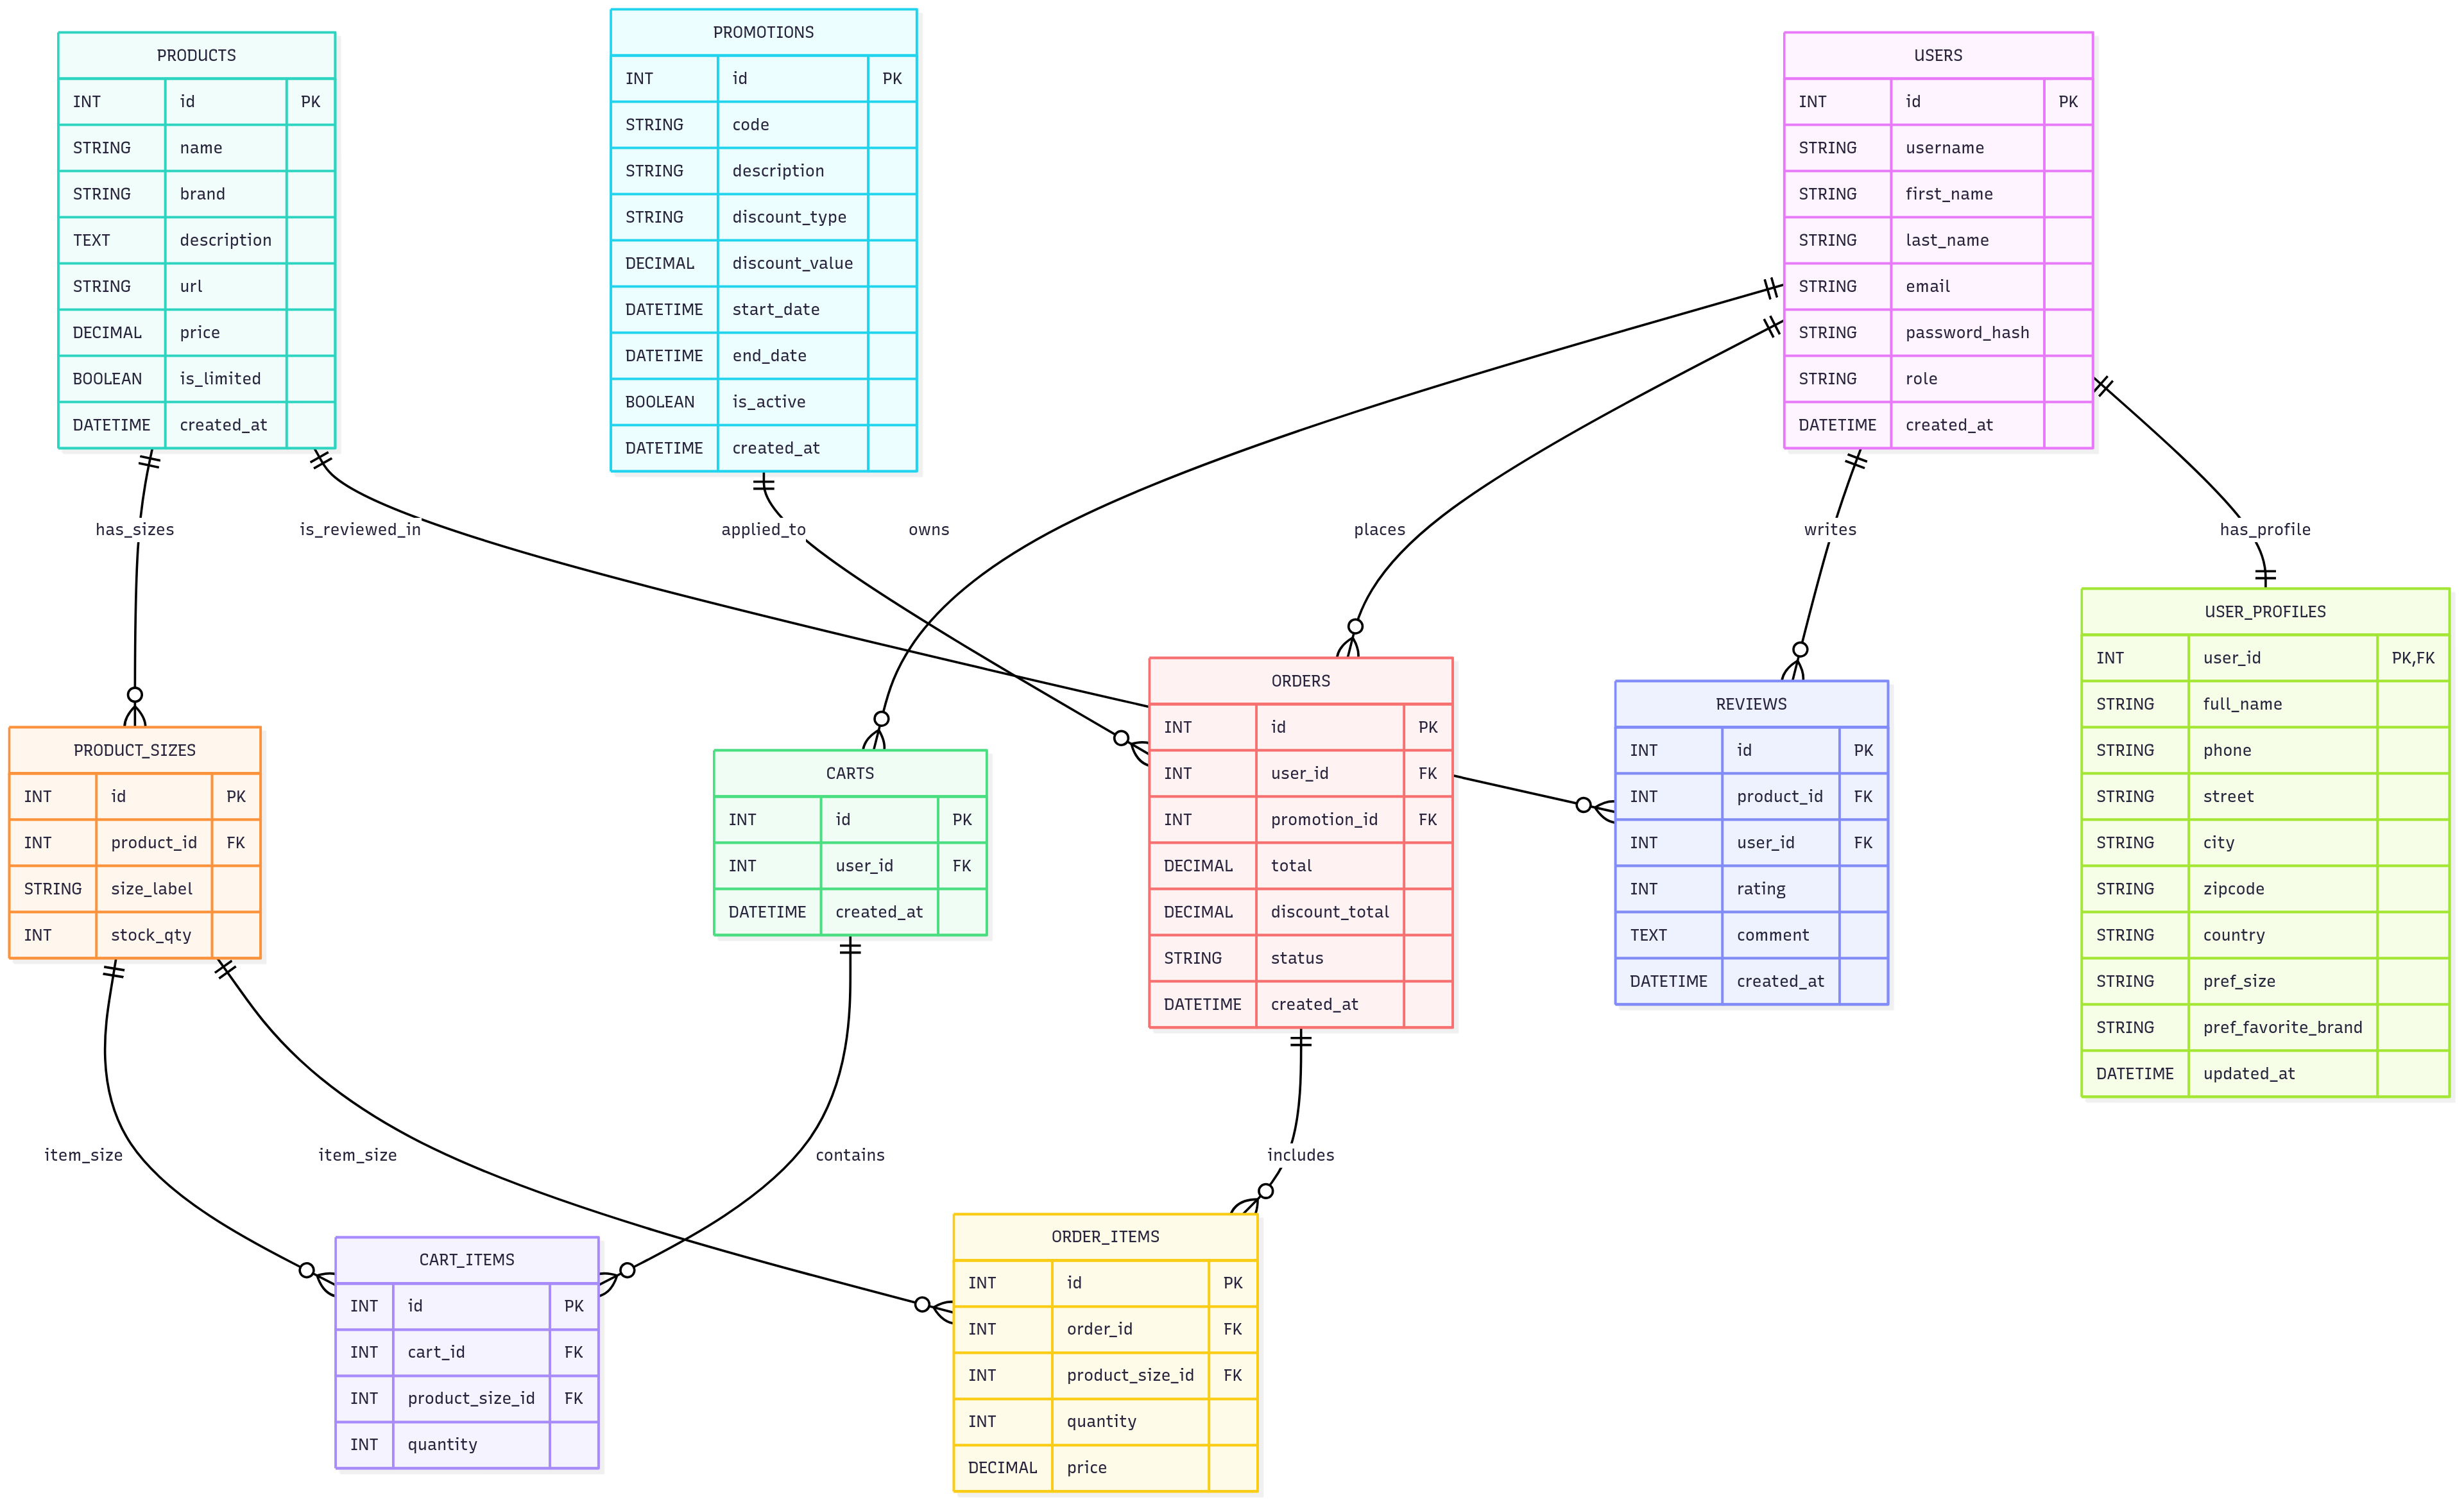 PRODUCTS
INT id PK
STRING name
STRING brand
TEXT description
STRING url
DECIMAL price
BOOLEAN is_limited
DATETIME created_at
PROMOTIONS
INT id PK
STRING code
STRING description
STRING discount_type
DECIMAL discount_value
DATETIME start_date
DATETIME end_date
BOOLEAN is_active
DATETIME created_at
USERS
INT id PK
STRING username
STRING first_name
STRING last_name
STRING email
STRING password_hash
STRING role
DATETIME created_at
has_sizes
is_reviewed_in
applied_to
owns
places
writes
has_profile
PRODUCT_SIZES
INT id PK
INT product_id FK
STRING size_label
INT stock_qty
CARTS
INT id PK
INT user_id FK
DATETIME created_at
ORDERS
INT id PK
INT user_id FK
INT promotion_id FK
DECIMAL total
DECIMAL discount_total
STRING status
DATETIME created_at
REVIEWS
INT id PK
INT product_id FK
INT user_id FK
INT rating
TEXT comment
DATETIME created_at
USER_PROFILES
INT user_id PK,FK
STRING full_name
STRING phone
STRING street
STRING city
STRING zipcode
STRING country
STRING pref_size
STRING pref_favorite_brand
DATETIME updated_at
item_size
item_size
contains
includes
CART_ITEMS
INT id PK
INT cart_id FK
INT product_size_id FK
INT quantity
ORDER_ITEMS
INT id PK
INT order_id FK
INT product_size_id FK
INT quantity
DECIMAL price